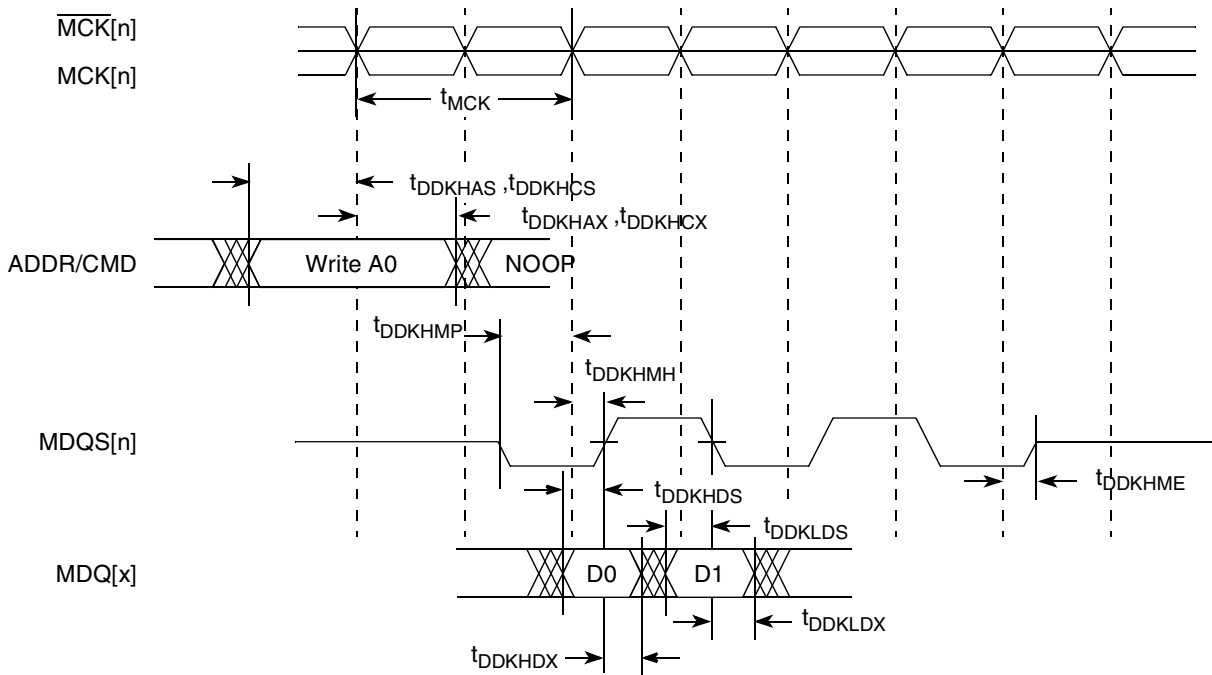 MCK[n]
MCK[n]
tMCK
tDDKHAS ,tDDKHCS
tDDKHAX ,tDDKHCX
ADDR/CMD
Write A0
NOOP
tDDKHMP
tDDKHMH
MDQS[n]
tDDKHME
tDDKHDS
tDDKLDS
MDQ[x]
D0
D1
tDDKLDX
tDDKHDX